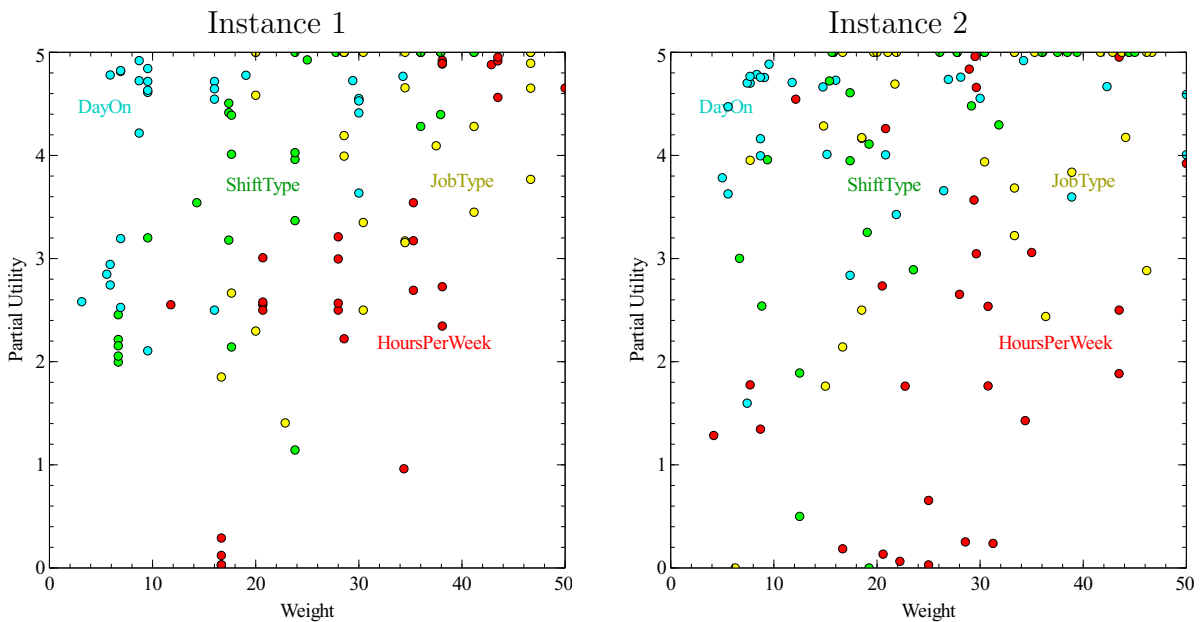 Instance 1
Instance 2
5
4
3
2
1
0
Partial Utility
DayOn
ShiftType
JobType
HoursPerWeek
0
10
20
30
40
50
Weight
5
4
3
2
1
0
Partial Utility
DayOn
ShiftType
JobType
HoursPerWeek
0
10
20
30
40
50
Weight